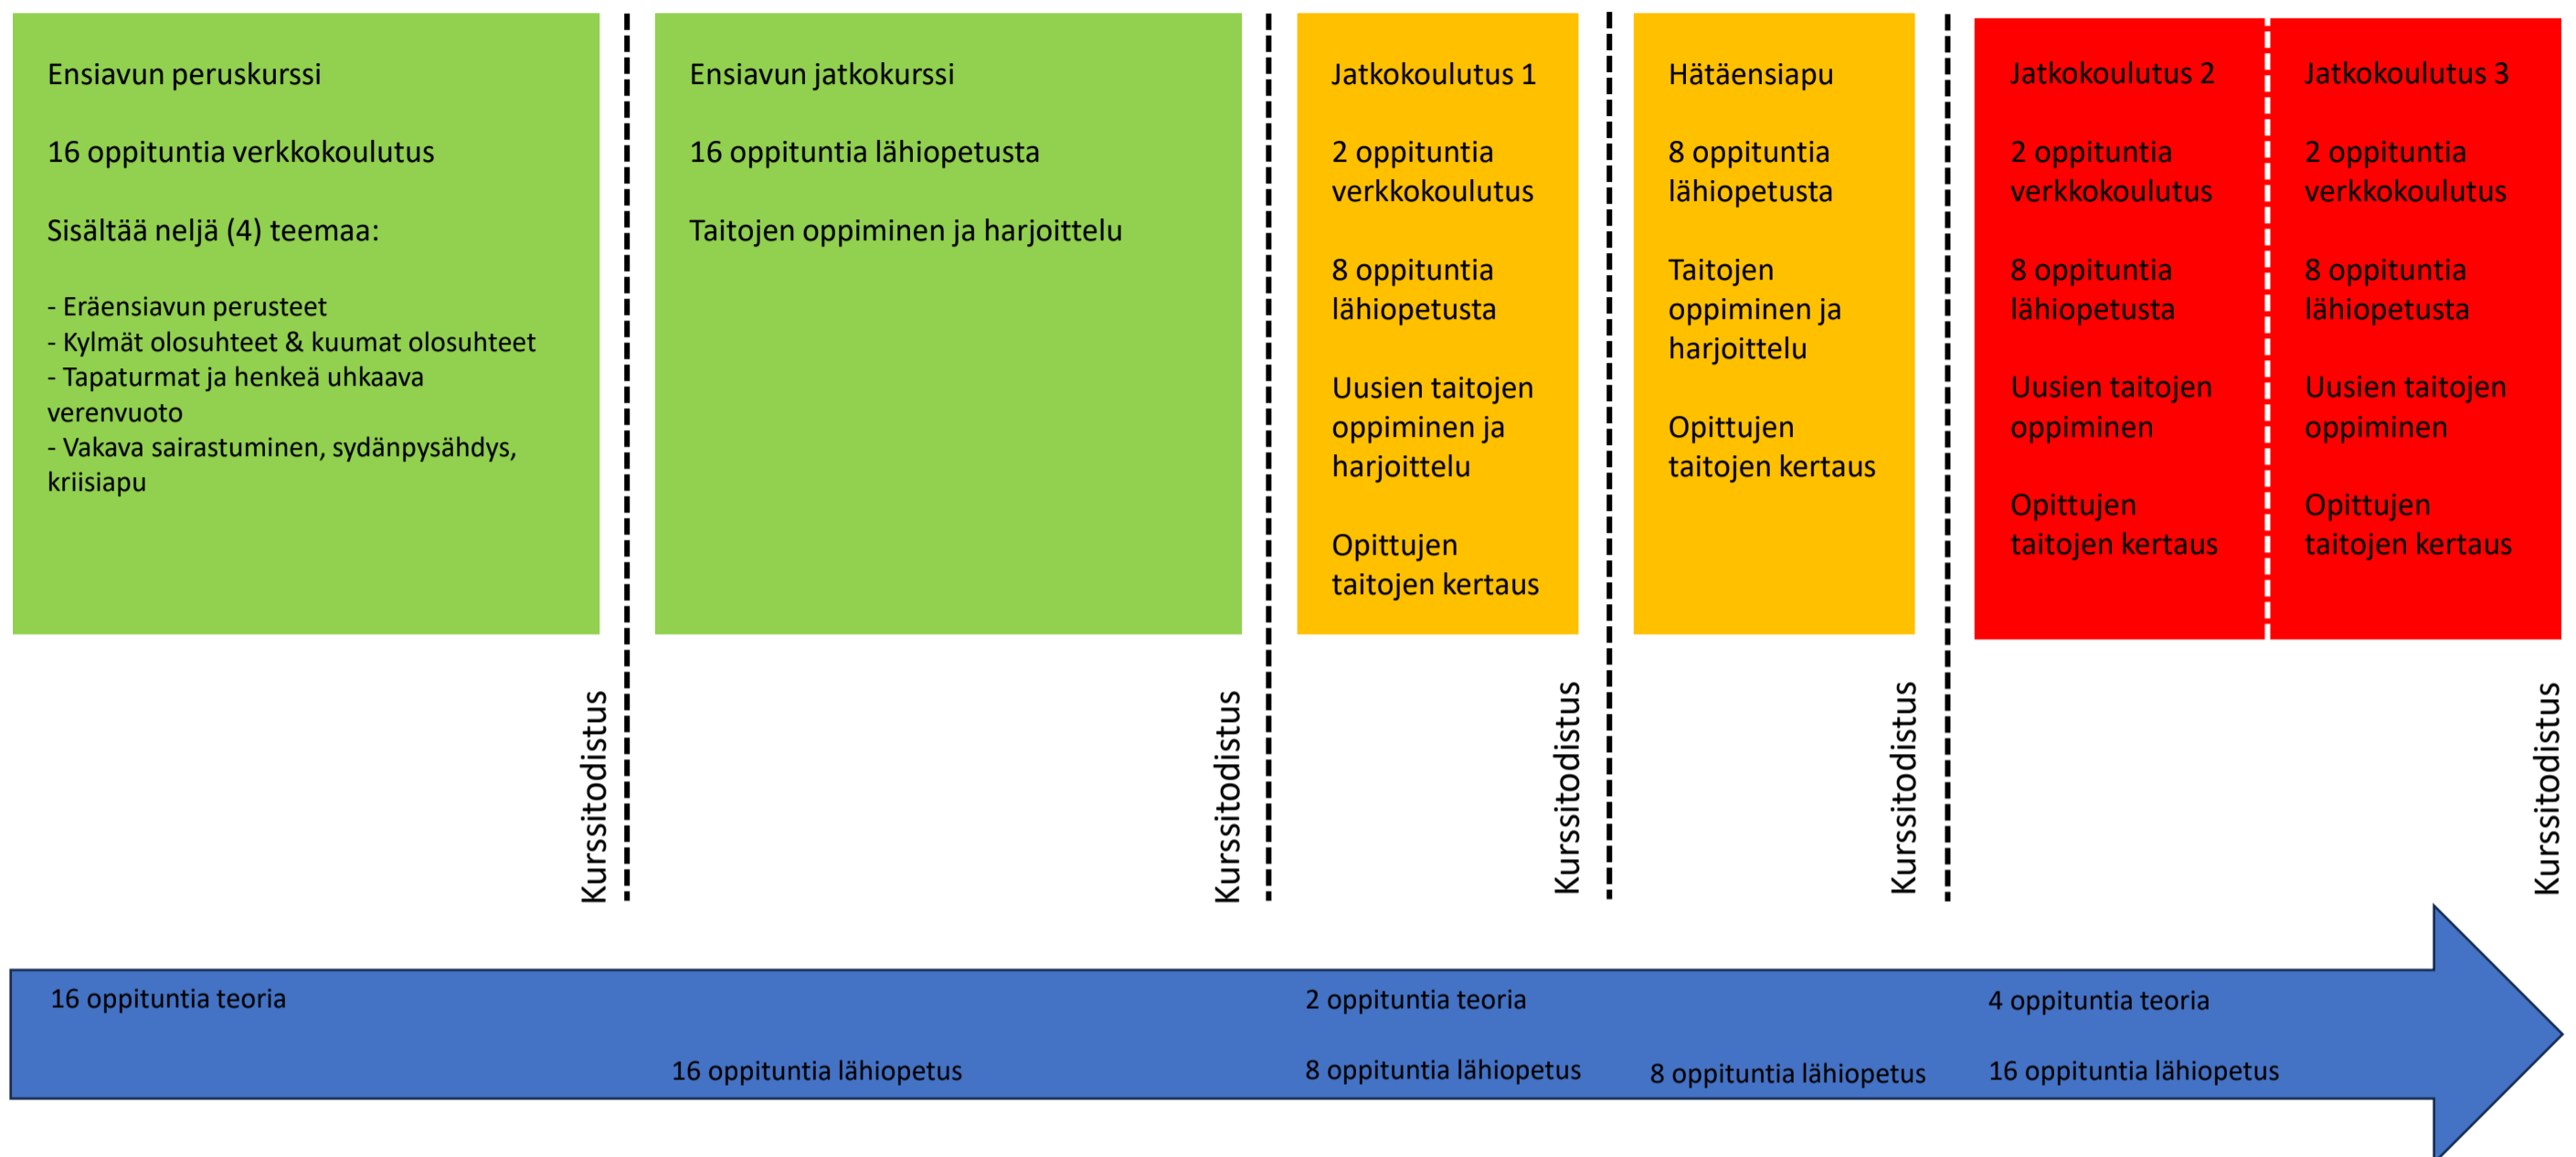 Ensiavun peruskurssi
16 oppituntia verkkokoulutus
Sisältää neljä (4) teemaa:
- Eräensiavun perusteet
- Kylmät olosuhteet & kuumat olosuhteet
- Tapaturmat ja henkeä uhkaava
verenvuoto
- Vakava sairastuminen, sydänpysähdys,
kriisiapu
Kurssitodistus
Ensiavun jatkokurssi
16 oppituntia lähiopetusta
Taitojen oppiminen ja harjoittelu
Kurssitodistus
Jatkokoulutus 1
2 oppituntia
verkkokoulutus
8 oppituntia
lähiopetusta
Uusien taitojen
oppiminen ja
harjoittelu
Opittujen
taitojen kertaus
Kurssitodistus
Hätäensiapu
8 oppituntia
lähiopetusta
Taitojen
oppiminen ja
harjoittelu
Opittujen
taitojen kertaus
Kurssitodistus
Jatkokoulutus 2
2 oppituntia
verkkokoulutus
8 oppituntia
lähiopetusta
Uusien taitojen
oppiminen
Opittujen
taitojen kertaus
Jatkokoulutus 3
2 oppituntia
verkkokoulutus
8 oppituntia
lähiopetusta
Uusien taitojen
oppiminen
Opittujen
taitojen kertaus
Kurssitodistus
16 oppituntia teoria
16 oppituntia lähiopetus
2 oppituntia teoria
8 oppituntia lähiopetus
8 oppituntia lähiopetus
4 oppituntia teoria
16 oppituntia lähiopetus